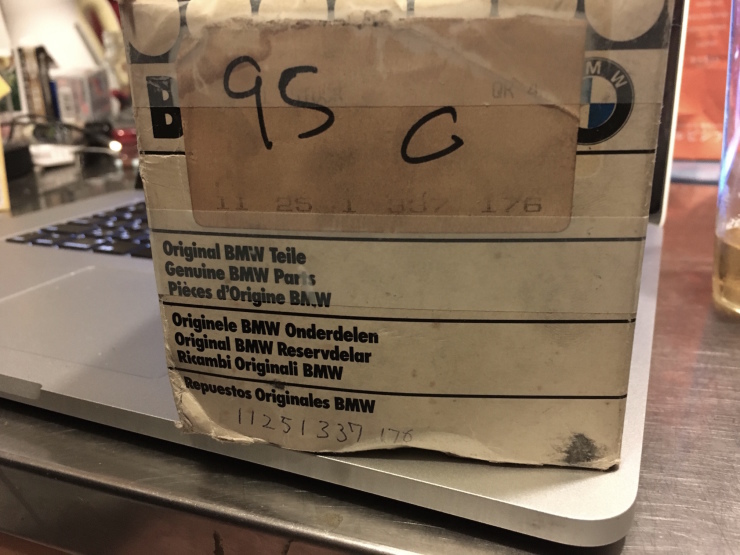 95
C
11 25 1 337 176
B
M W
Original BMW Teile
Genuine BMW Parts
Pièces d'Origine BMW
Originele BMW Onderdelen
Original BMW Reservdelar
Ricambi Originali BMW
Repuestos Originales BMW
11251337 176